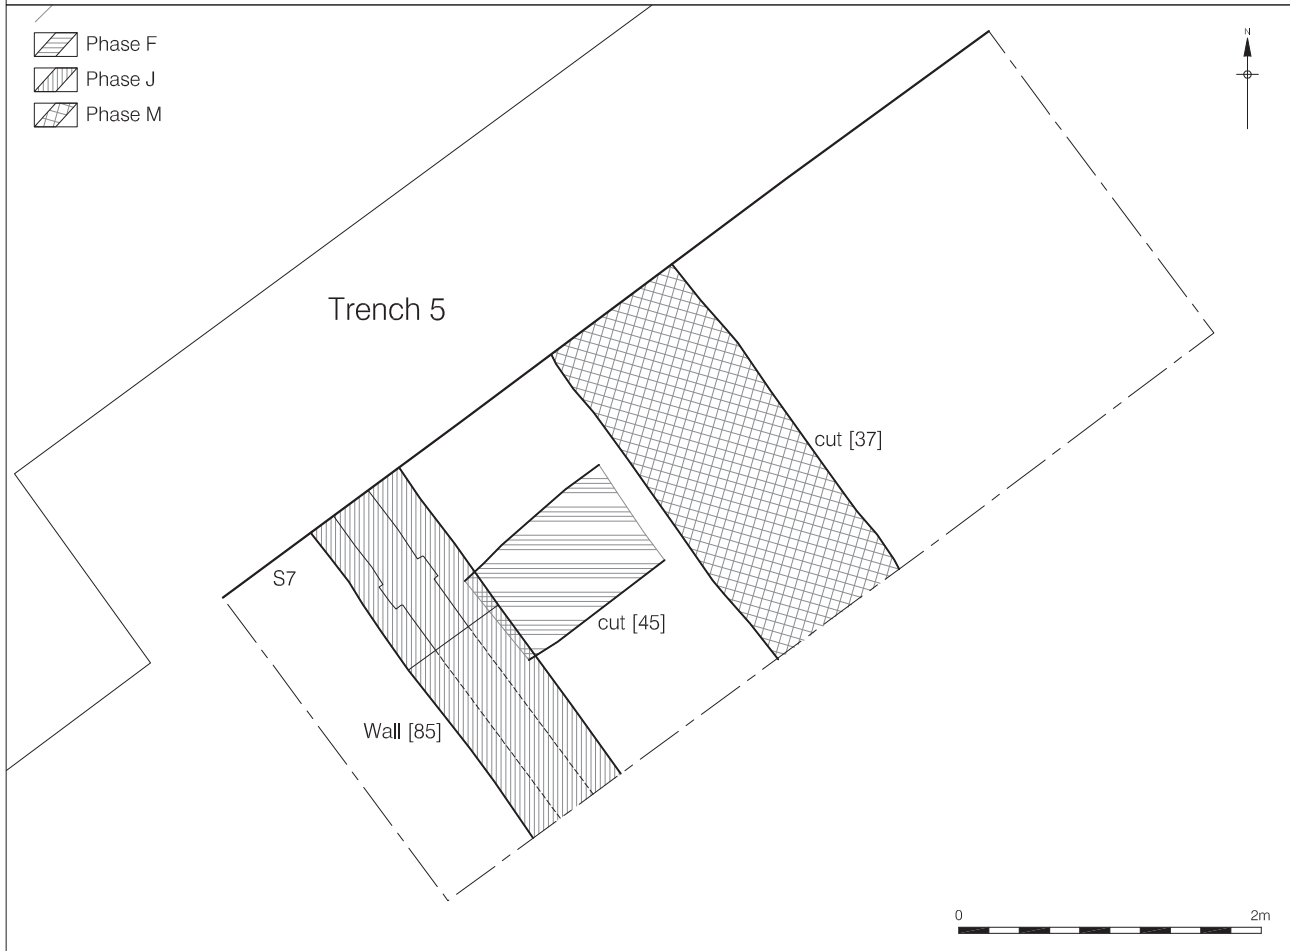 Phase F
Phase J
Phase M
N
Trench 5
cut [37]
S7
cut [45]
Wall [85]
0 2m